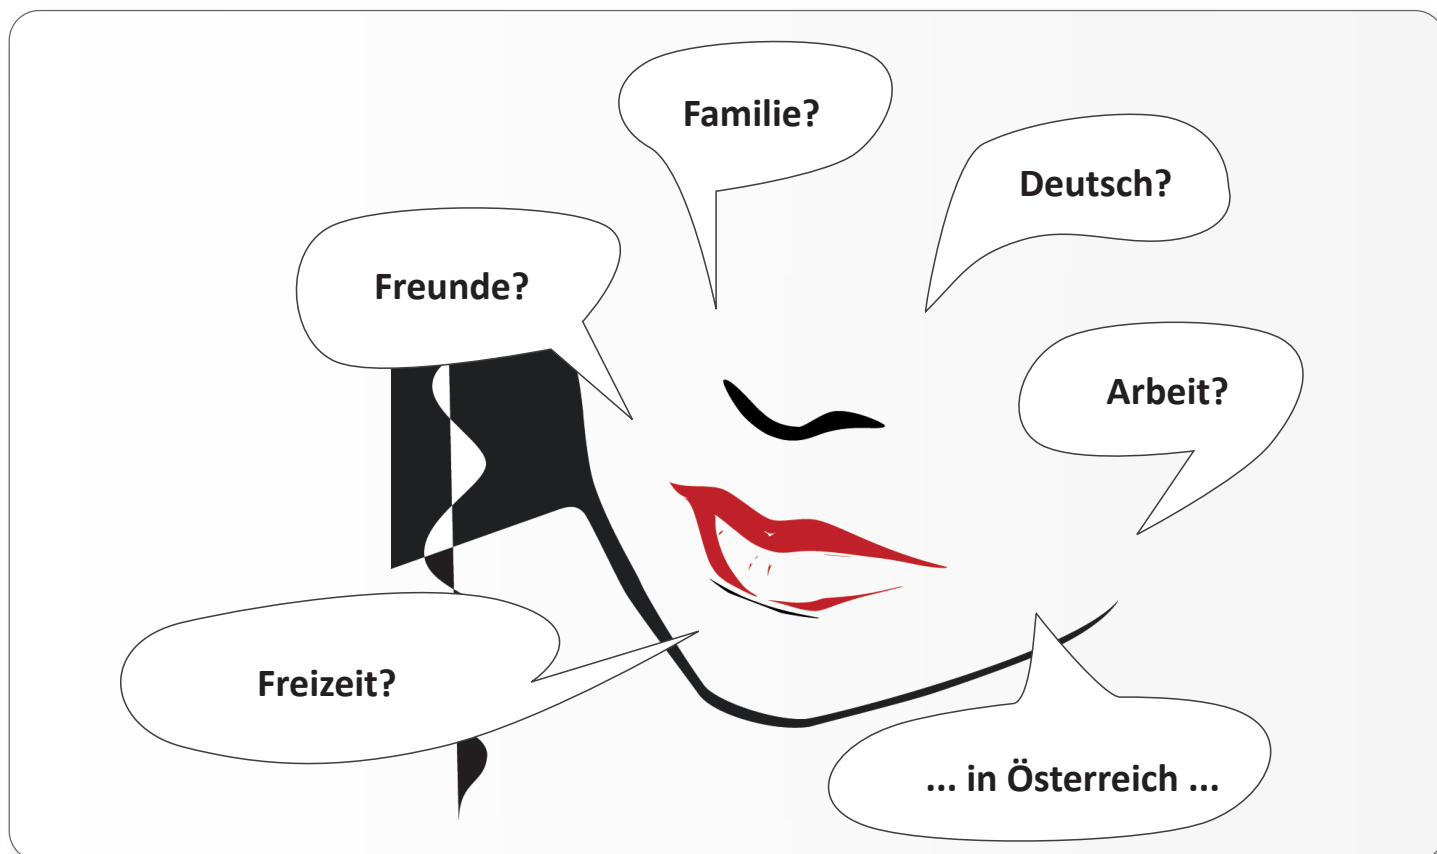 Familie?
Deutsch?
Freunde?
Arbeit?
Freizeit?
... in Österreich ...